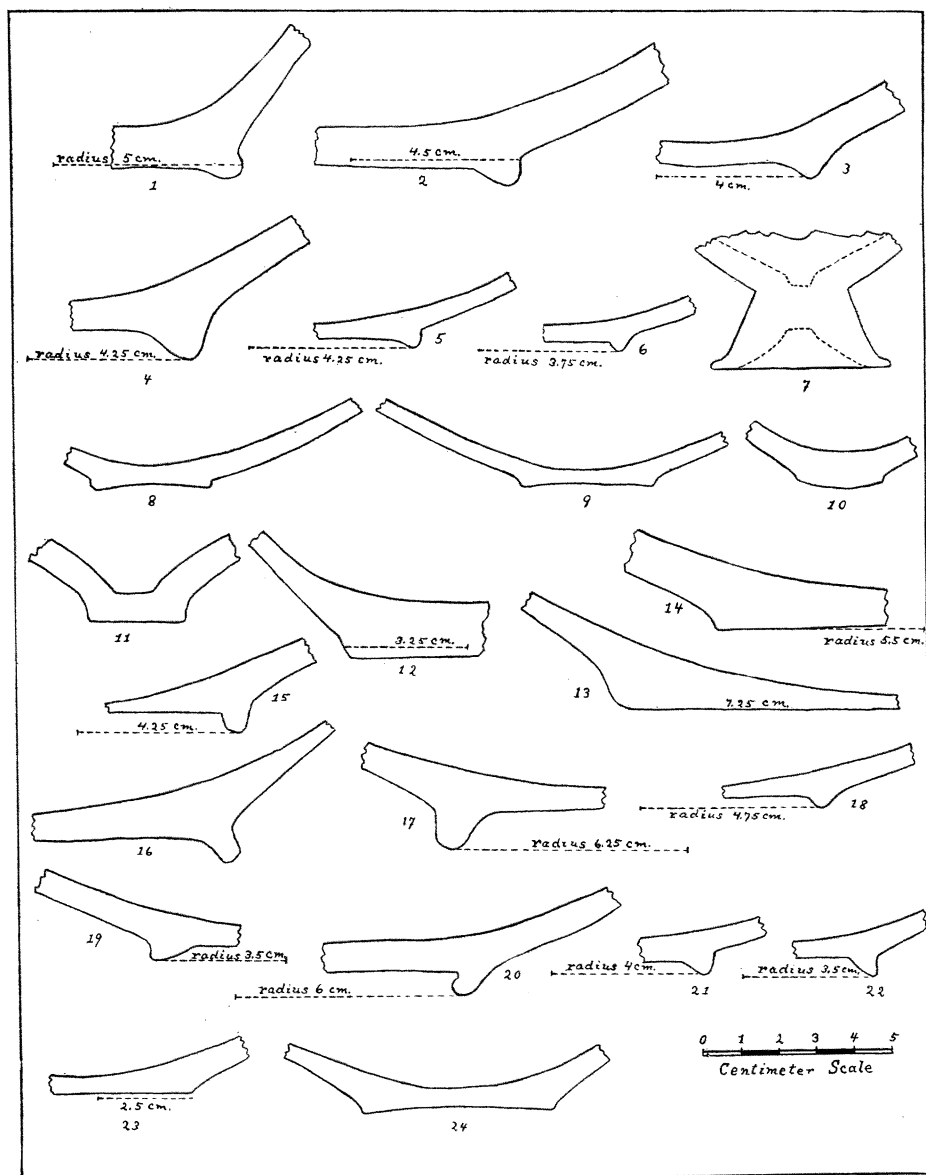 radius 5 cm.
1
4.5 cm.
2
4 cm.
3
radius 4.25 cm.
4
radius 4.25 cm.
5
radius 3.75 cm.
6
7
8
9
10
11
3.25 cm.
12
7.25 cm.
13
14
radius 5.5 cm.
4.25 cm.
15
16
17
radius 6.25 cm.
radius 4.75 cm.
18
19
radius 3.5 cm.
radius 6 cm.
20
radius 4 cm.
21
radius 3.5 cm.
22
2.5 cm.
23
24
0 1 2 3 4 5
Centimeter Scale